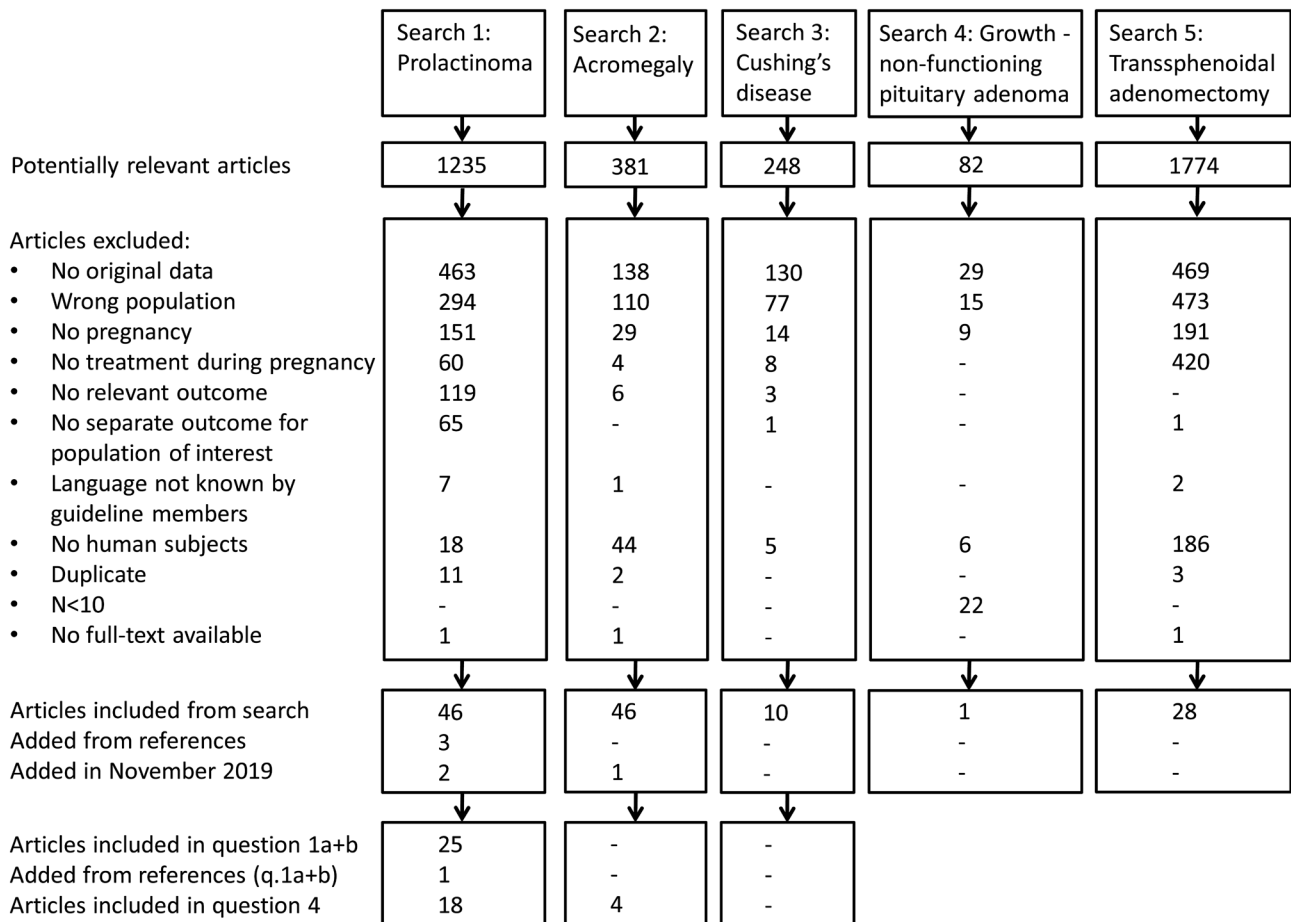 Search 1: Prolactinoma
Search 2: Acromegaly
Search 3: Cushing's disease
Search 4: Growth - non-functioning pituitary adenoma
Search 5: Transsphenoidal adenomectomy
Potentially relevant articles 1235 381 248 82 1774
Articles excluded:
• No original data 463 138 130 29 469
• Wrong population 294 110 77 15 473
• No pregnancy 151 29 14 9 191
• No treatment during pregnancy 60 4 8 - 420
• No relevant outcome 119 6 3 - -
• No separate outcome for 65 - 1 - 1
population of interest
• Language not known by 7 1 - - 2
guideline members
• No human subjects 18 44 5 6 186
• Duplicate 11 2 - - 3
• N<10 - - - 22 -
• No full-text available 1 1 - - 1
Articles included from search 46 46 10 1 28
Added from references 3 - - - -
Added in November 2019 2 1 - - -
Articles included in question 1a+b 25 - -
Added from references (q.1a+b) 1 - -
Articles included in question 4 18 4 -